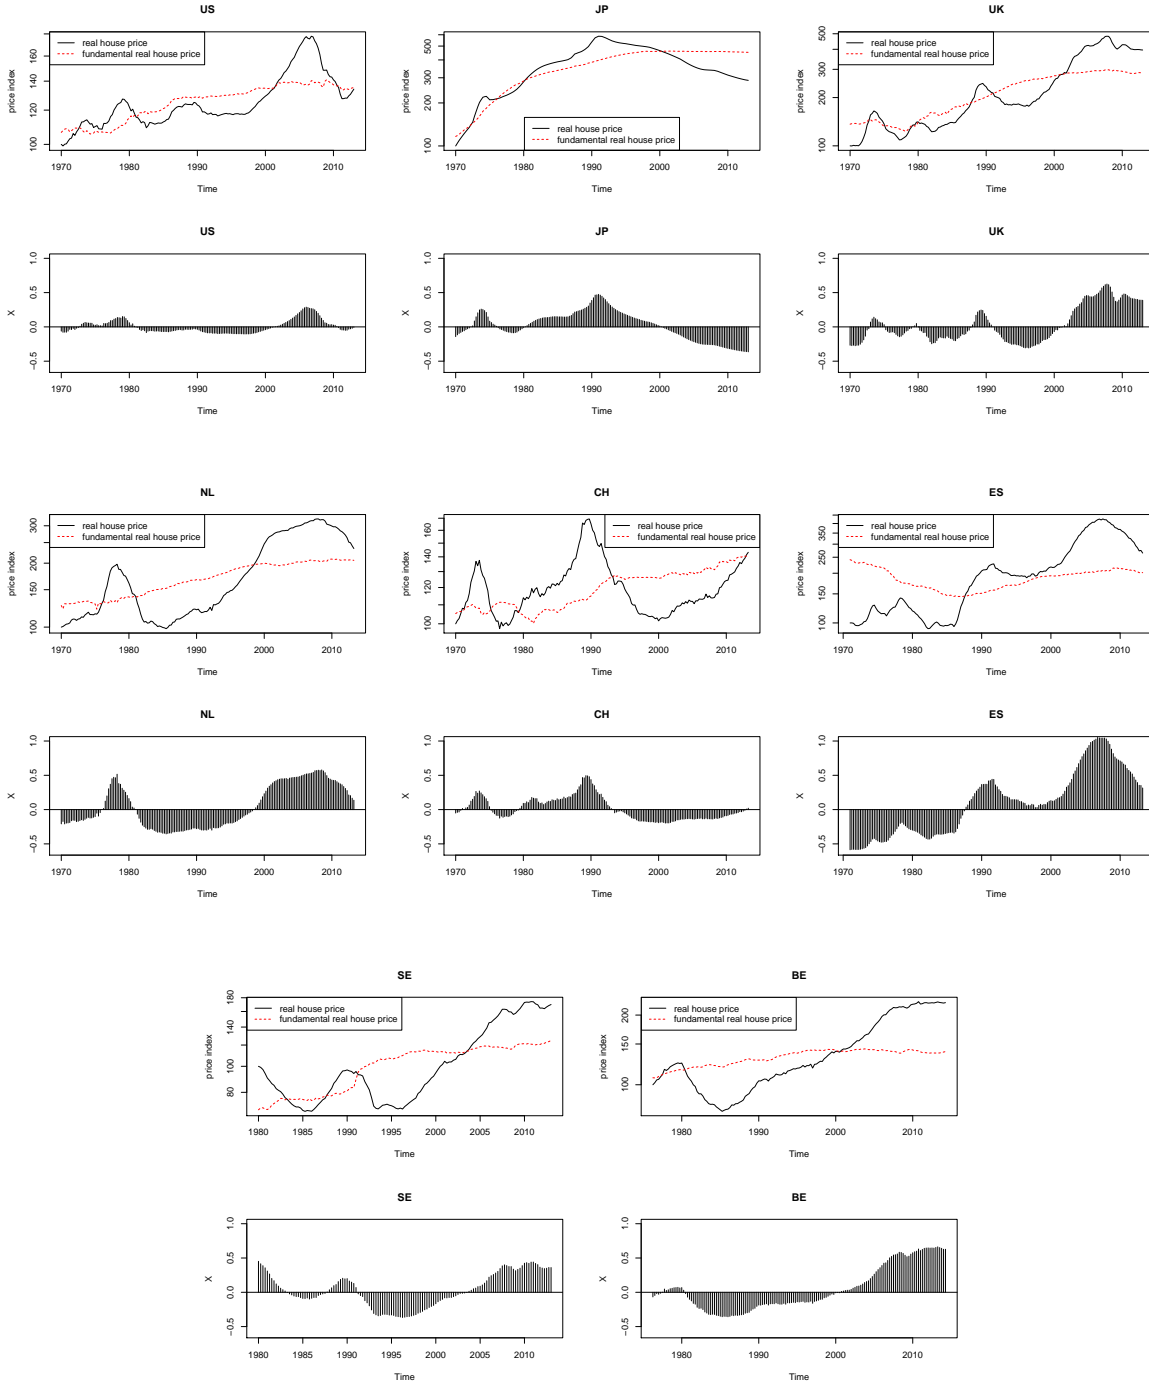 US
JP
UK
price index
100 120 140 160
real house price
fundamental real house price
1970 1980 1990 2000 2010
Time
price index
100 200 300 500
real house price
fundamental real house price
1970 1980 1990 2000 2010
Time
price index
100 200 300 500
real house price
fundamental real house price
1970 1980 1990 2000 2010
Time
US
JP
UK
X
-0.5 0.0 0.5 1.0
1970 1980 1990 2000 2010
Time
X
-0.5 0.0 0.5 1.0
1970 1980 1990 2000 2010
Time
X
-0.5 0.0 0.5 1.0
1970 1980 1990 2000 2010
Time
NL
CH
ES
price index
100 150 200 300
real house price
fundamental real house price
1970 1980 1990 2000 2010
Time
price index
100 120 140 160
real house price
fundamental real house price
1970 1980 1990 2000 2010
Time
price index
100 150 250 350
real house price
fundamental real house price
1970 1980 1990 2000 2010
Time
NL
CH
ES
X
-0.5 0.0 0.5 1.0
1970 1980 1990 2000 2010
Time
X
-0.5 0.0 0.5 1.0
1970 1980 1990 2000 2010
Time
X
-0.5 0.0 0.5 1.0
1970 1980 1990 2000 2010
Time
SE
BE
price index
80 100 140 180
real house price
fundamental real house price
1980 1985 1990 1995 2000 2005 2010
Time
price index
100 150 200
real house price
fundamental real house price
1980 1990 2000 2010
Time
SE
BE
X
-0.5 0.0 0.5 1.0
1980 1985 1990 1995 2000 2005 2010
Time
X
-0.5 0.0 0.5 1.0
1980 1990 2000 2010
Time